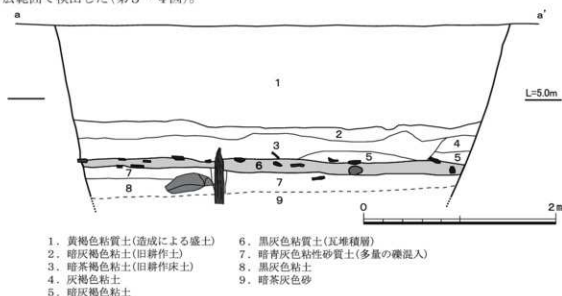 広範囲で検出した(第3・4図)。
a a'
1
L=5.0m
2
4
3
5 5
6
7 7
8
9
0 2m
1．黄褐色粘質土(造成による盛土)
2．暗灰褐色粘土(旧耕作土)
3．暗茶褐色粘土(旧耕作床土)
4．灰褐色粘土
5．暗灰褐色粘土
6．黒灰色粘質土(瓦堆積層)
7．暗青灰色粘性砂質土(多量の礫混入)
8．黒灰色粘土
9．暗茶灰色砂